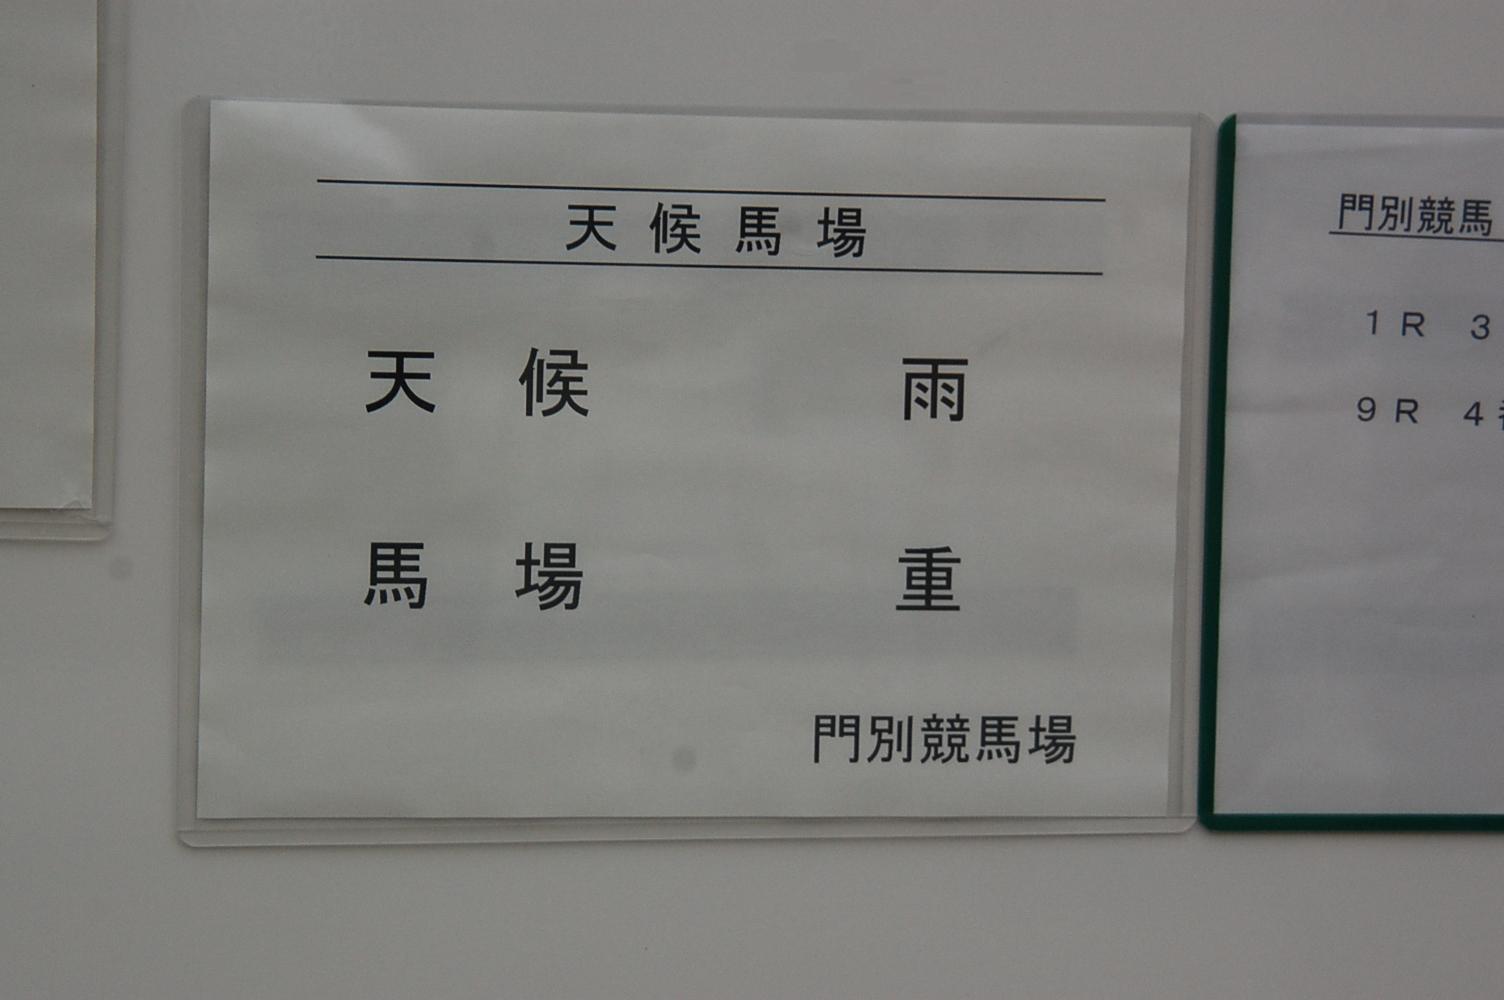 天候馬場
天候 雨
馬場 重
門別競馬場
門別競馬
1R 3
9R 4